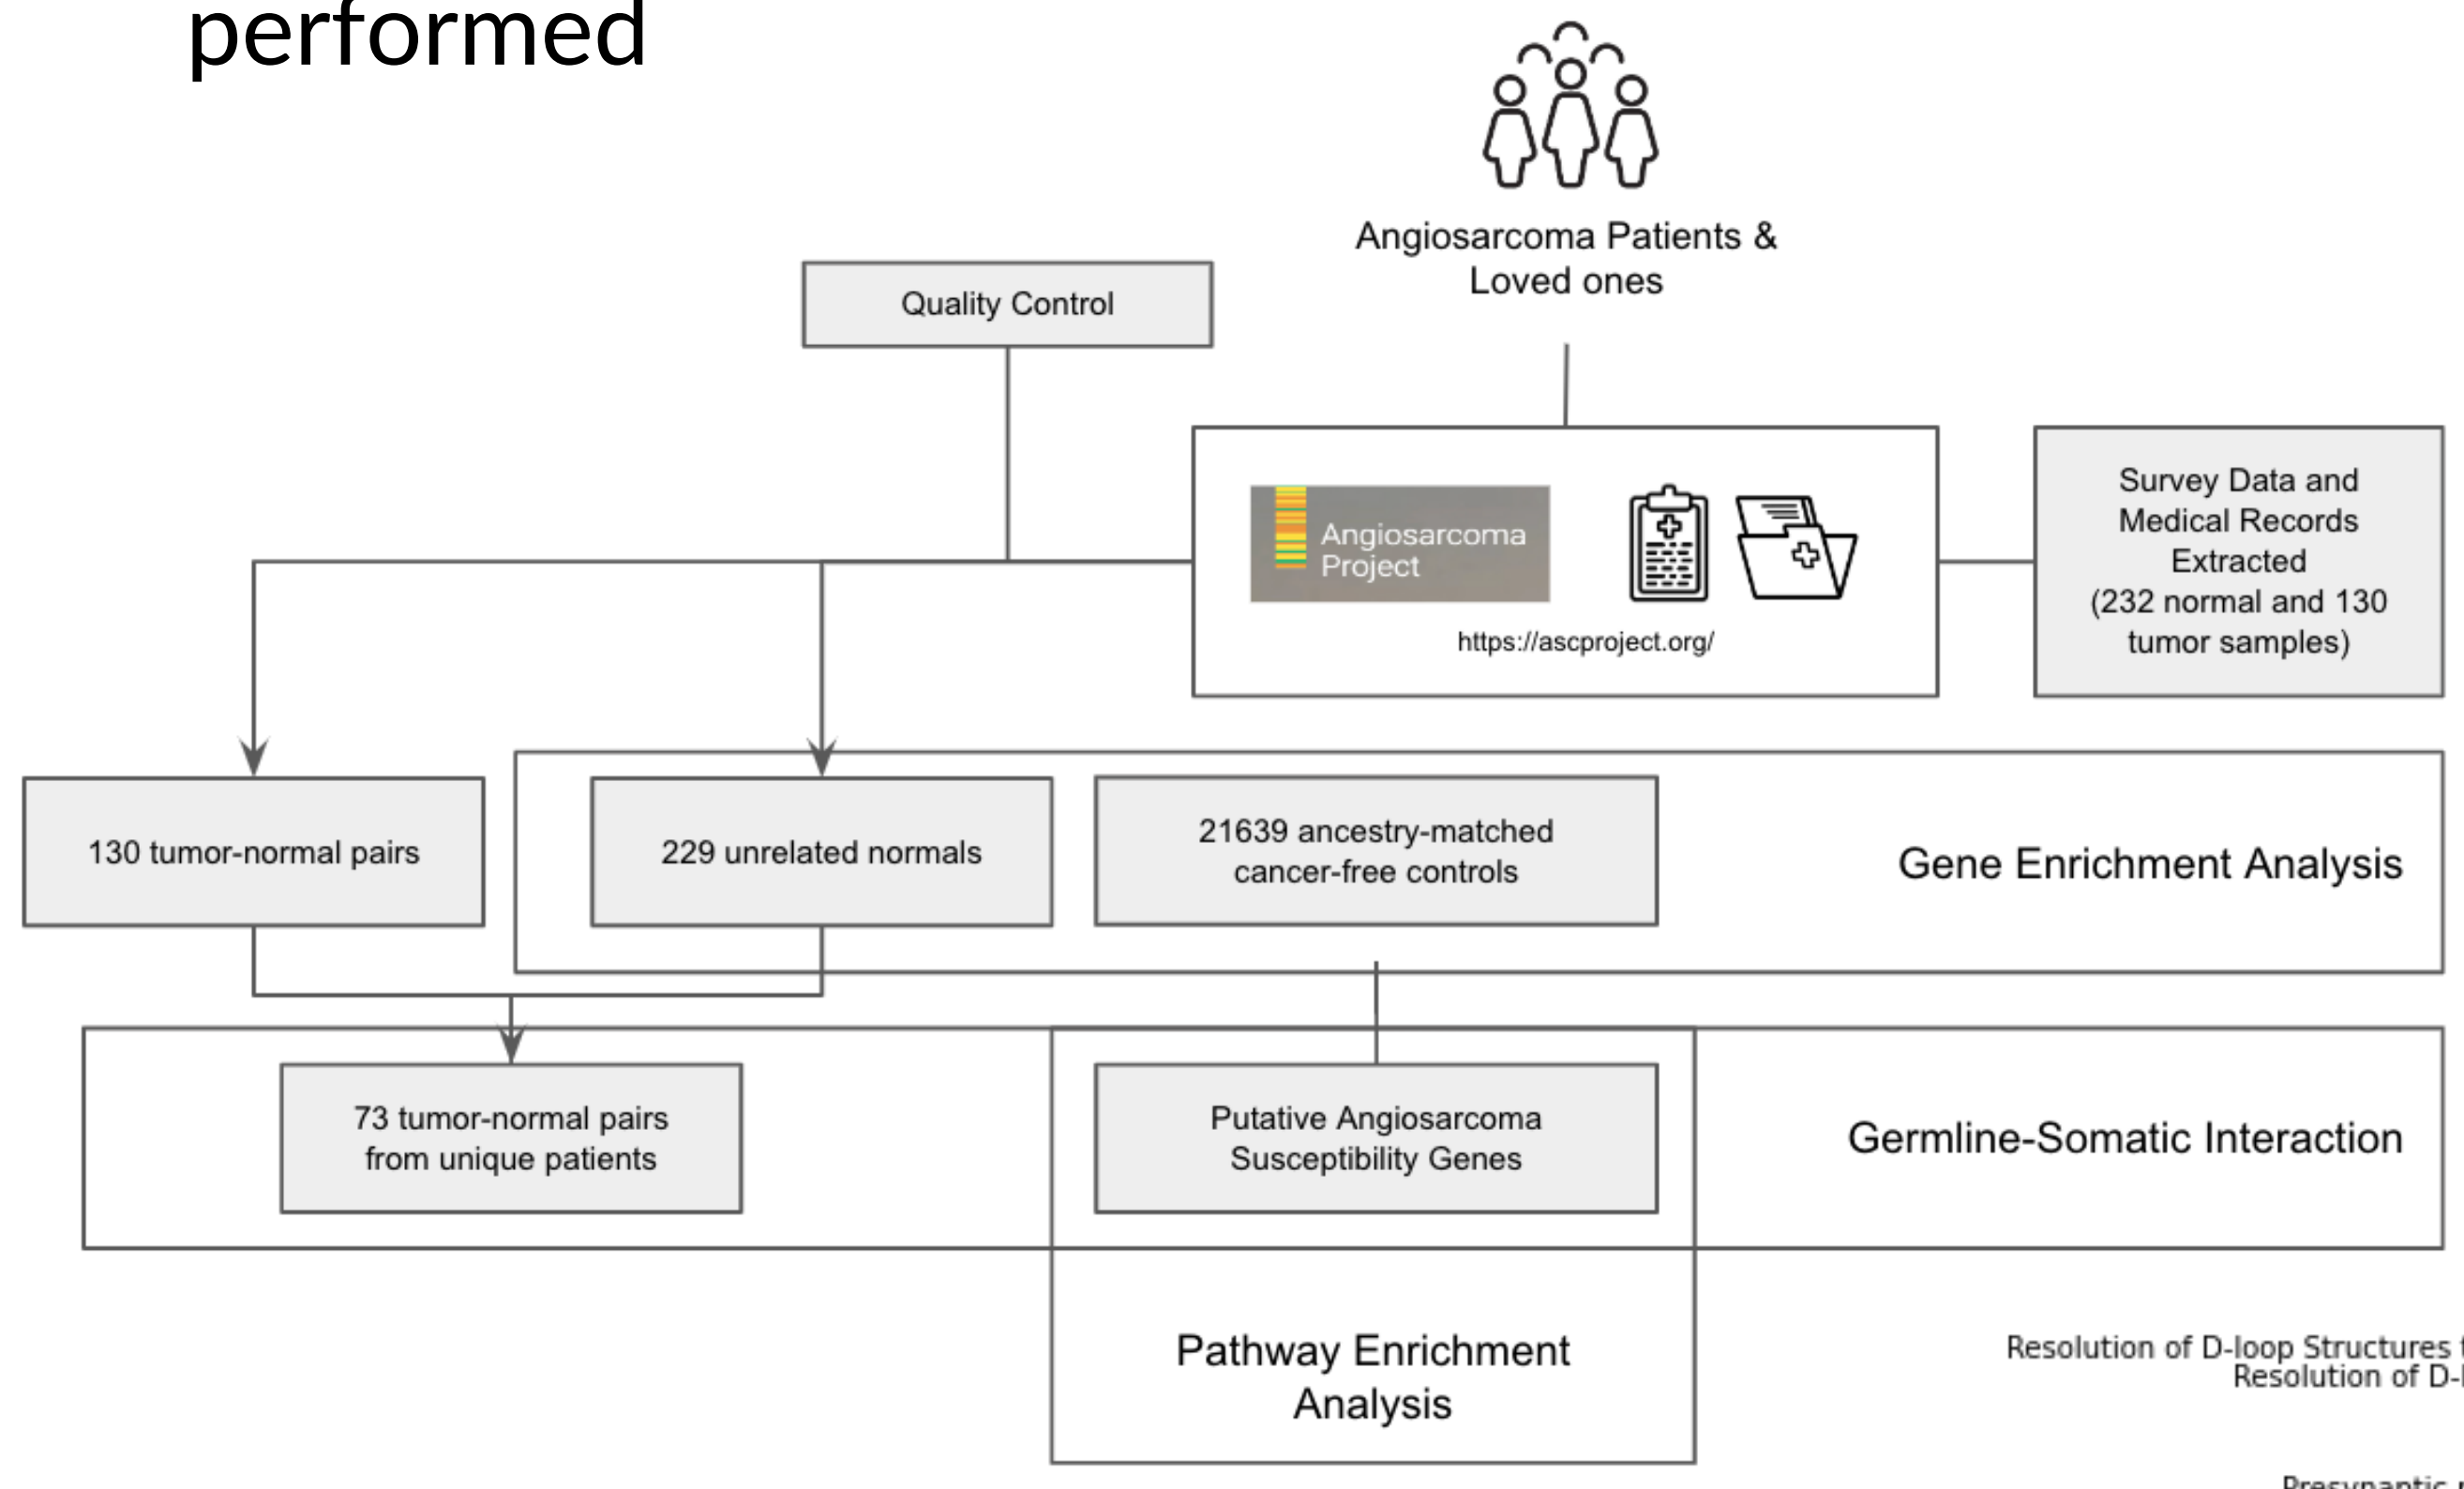 performed
Angiosarcoma Patients &
Loved ones
Quality Control
Angiosarcoma
Project
https://ascproject.org/
Survey Data and
Medical Records
Extracted
(232 normal and 130
tumor samples)
130 tumor-normal pairs
229 unrelated normals
21639 ancestry-matched
cancer-free controls
Gene Enrichment Analysis
73 tumor-normal pairs
from unique patients
Putative Angiosarcoma
Susceptibility Genes
Germline-Somatic Interaction
Pathway Enrichment
Analysis
Resolution of D-loop Structures
Resolution of D-
Presynaptic